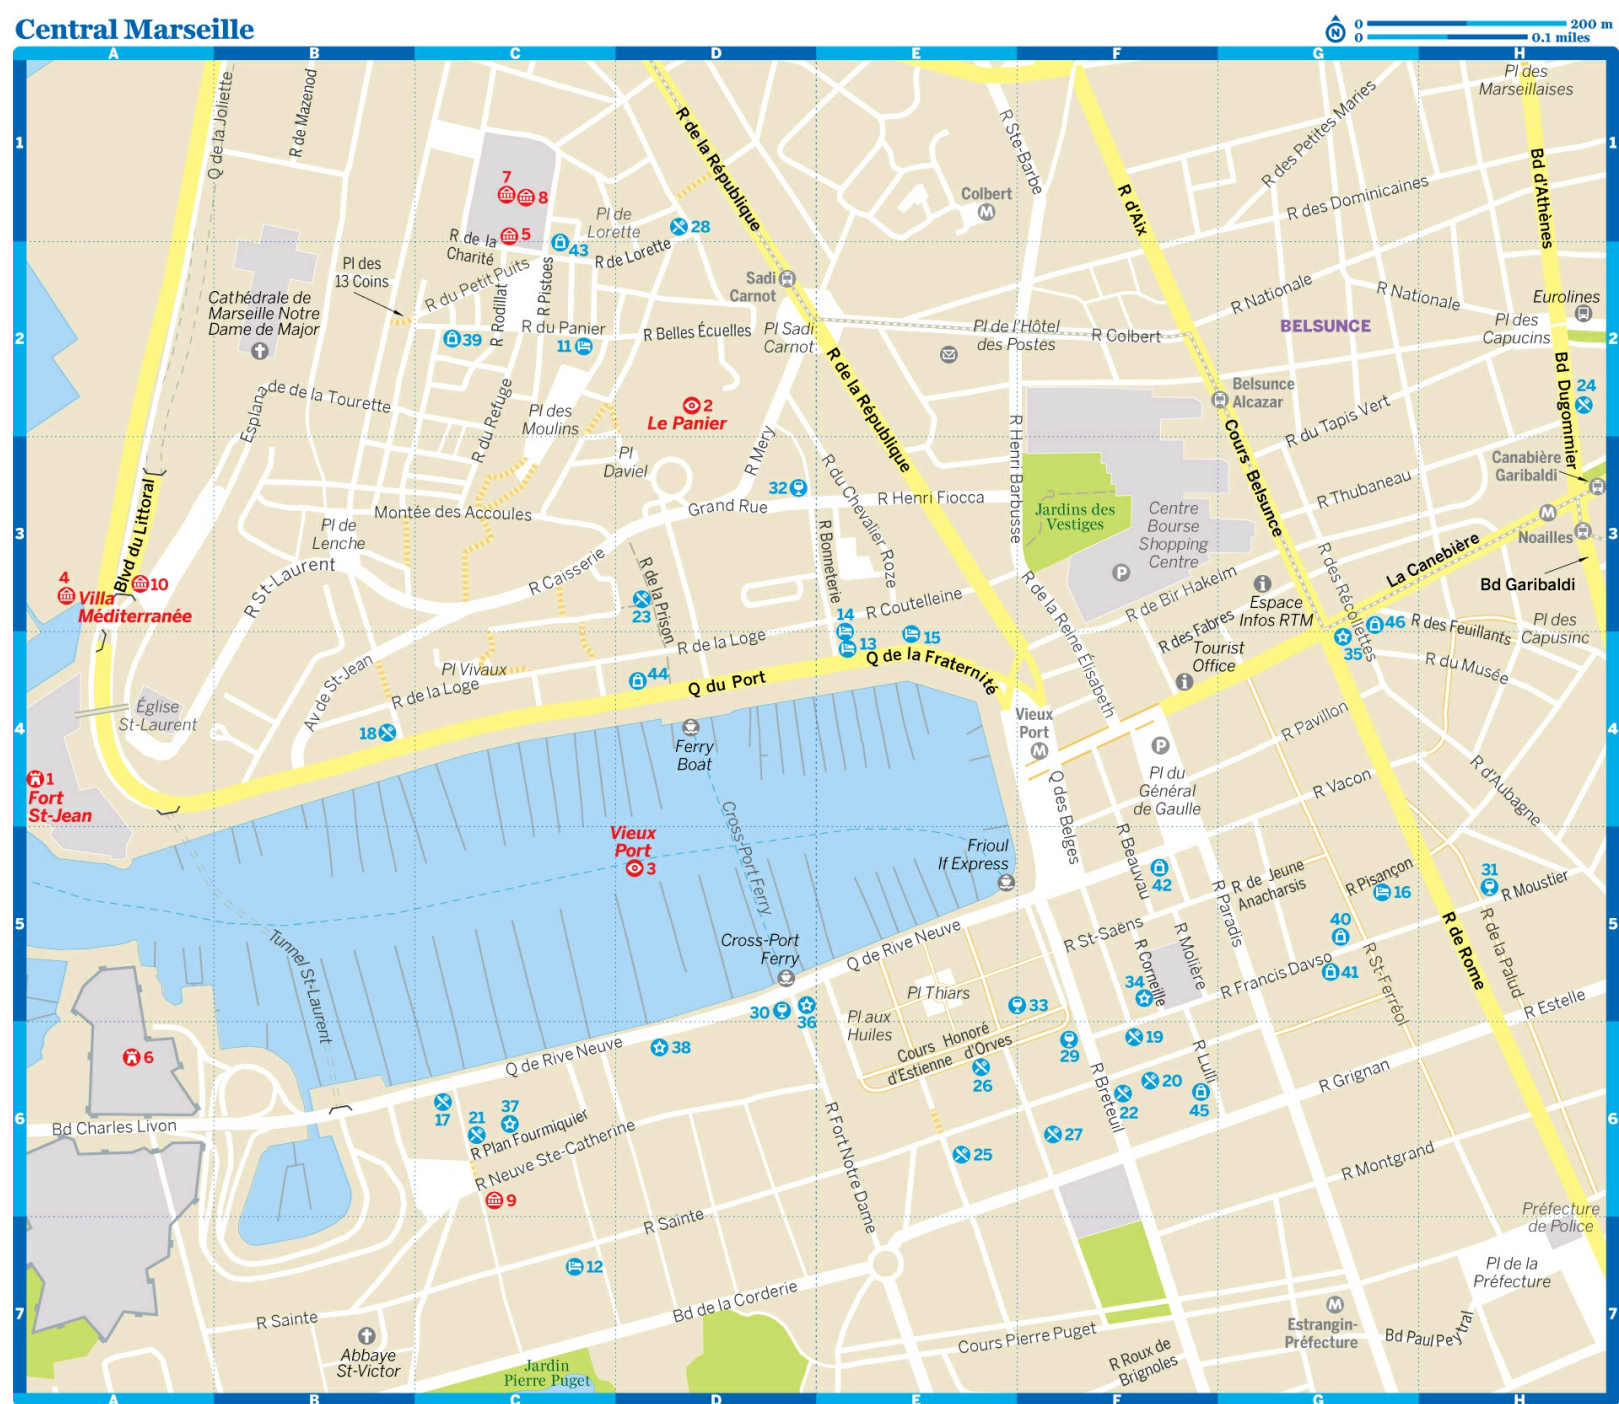 Central Marseille
N
0
200 m
0
0.1 miles
A
B
C
D
E
F
G
H
1
1
Q de la Joliette
R de Mazenod
R de la République
R Ste-Barbe
R d'Aix
R des Petites Maries
Pl des
Marseillaises
Bd d'Athènes
R des Dominicaines
Colbert
M
7
8
5
Pl de
Lorette
28
43
R de la
Charité
R de Lorette
Pl des
13 Coins
R du Petit Puits
R Rodillat
R Pistoes
Sadi
Carnot
Cathédrale de
Marseille Notre
Dame de Major
R du Panier
39
11
R Belles Écuelles
Pl Sadi
Carnot
Pl de l'Hôtel
des Postes
R Colbert
R Nationale
R Nationale
BELSUNCE
Eurolines
Pl des
Capucins
2
2
Bd Dugommier
24
Belsunce
Alcazar
Esplanade de la Tourette
R du Refuge
Pl des
Moulins
2
Le Panier
R de la République
R Henri Barbusse
R du Tapis Vert
Cours Belsunce
Canabière
Garibaldi
Pl
Daviel
R Mery
32
R du Chevalier Roze
R Henri Fiocca
R Thubaneau
Grand Rue
Montée des Accoules
Pl de
Lenche
Jardins des
Vestiges
Centre
Bourse
Shopping
Centre
P
M
Noailles
3
3
Blvd du Littoral
4
Villa
Méditerranée
10
R St-Laurent
R Caisserie
R de la Prison
23
R Bonneterie
R Coutelleine
14
13
15
R de la Reine Élisabeth
R de Bir Hakeim
R des Fabres
Espace
Infos RTM
R des Récollettes
La Canebière
Bd Garibaldi
46
35
R des Feuillants
Pl des
Capusinc
Tourist
Office
R du Musée
R de la Loge
Q de la Fraternité
Av de St-Jean
Pl Vivaux
R de la Loge
44
Q du Port
Église
St-Laurent
18
4
4
Ferry
Boat
Vieux
Port
M
P
R Pavillon
Pl du
Général
de Gaulle
R Vacon
R d'Aubagne
1
Fort
St-Jean
Q des Belges
Cross-Port Ferry
Vieux
Port
3
Frioul
If Express
R Beauvau
42
R Paradis
R de Jeune
Anacharsis
R Pisançon
16
31
R Moustier
40
41
5
5
R de Rome
R de la Palud
R St-Ferréol
R Francis Davso
R St-Saëns
R Molière
R Corneille
34
Tunnel St-Laurent
Cross-Port
Ferry
Q de Rive Neuve
Pl Thiars
33
30
36
Pl aux
Huiles
R Estelle
Cours Honoré
d'Estienne d'Orves
29
19
6
38
Q de Rive Neuve
26
R Breteuil
20
22
R Lulli
45
R Grignan
17
21
37
R Plan Fourmiquier
R Neuve Ste-Catherine
R Fort Notre Dame
27
25
6
6
Bd Charles Livon
R Montgrand
9
R Sainte
Préfecture
de Police
12
Pl de la
Préfecture
Bd de la Corderie
7
7
R Sainte
M
Estrangin-
Préfecture
Bd Paul Peytral
Abbaye
St-Victor
Jardin
Pierre Puget
Cours Pierre Puget
R Roux de
Brignoles
A
B
C
D
E
F
G
H